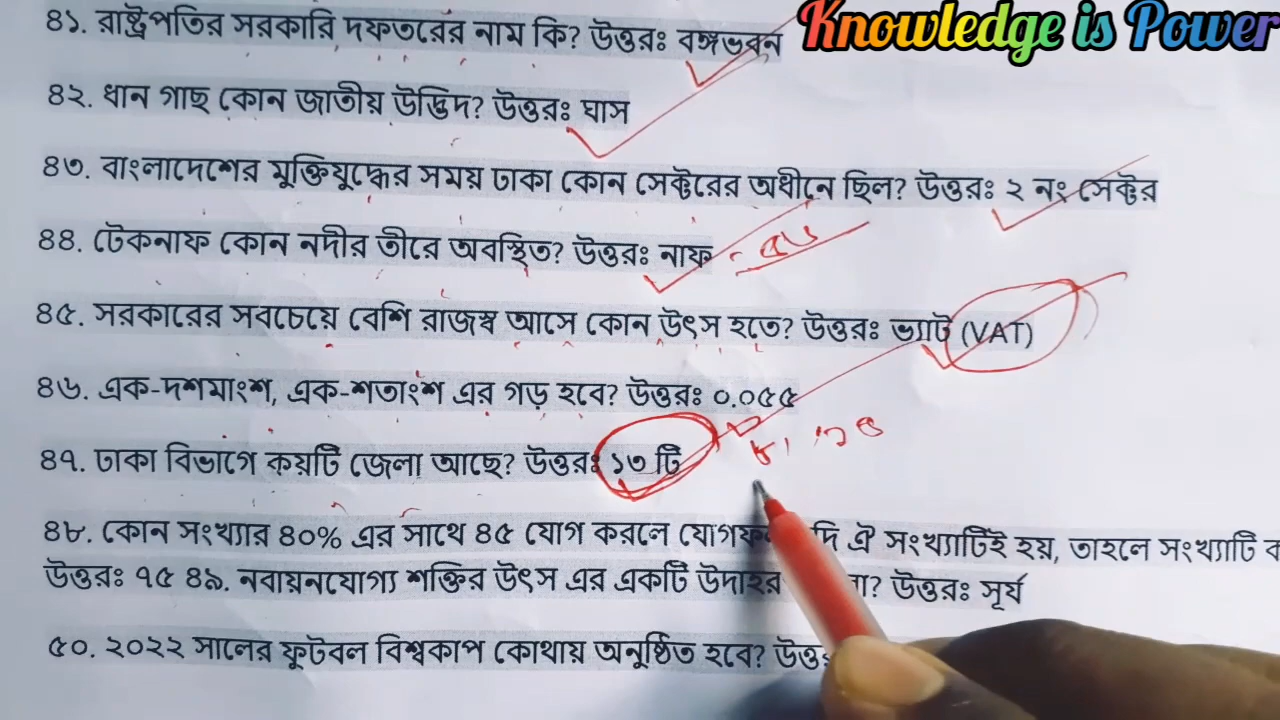 Knowledge is Power
৪১. রাষ্ট্রপতির সরকারি দফতরের নাম কি? উত্তরঃ বঙ্গভবন
৪২. ধান গাছ কোন জাতীয় উদ্ভিদ? উত্তরঃ ঘাস
৪৩. বাংলাদেশের মুক্তিযুদ্ধের সময় ঢাকা কোন সেক্টরের অধীনে ছিল? উত্তরঃ ২ নং সেক্টর
৪৪. টেকনাফ কোন নদীর তীরে অবস্থিত? উত্তরঃ নাফ
৪৫. সরকারের সবচেয়ে বেশি রাজস্ব আসে কোন উৎস হতে? উত্তরঃ ভ্যাট (VAT)
৪৬. এক-দশমাংশ, এক-শতাংশ এর গড় হবে? উত্তরঃ ০.০৫৫
৪৭. ঢাকা বিভাগে কয়টি জেলা আছে? উত্তরঃ ১৩ টি
৪৮. কোন সংখ্যার ৪০% এর সাথে ৪৫ যোগ করলে ঐ সংখ্যাটিই হয়, তাহলে সংখ্যাটি
উত্তরঃ ৭৫ ৪৯. নবায়নযোগ্য শক্তির উৎস এর একটি উত্তরঃ সূর্য
৫০. ২০২২ সালের ফুটবল বিশ্বকাপ কোথায় অনুষ্ঠিত হবে?